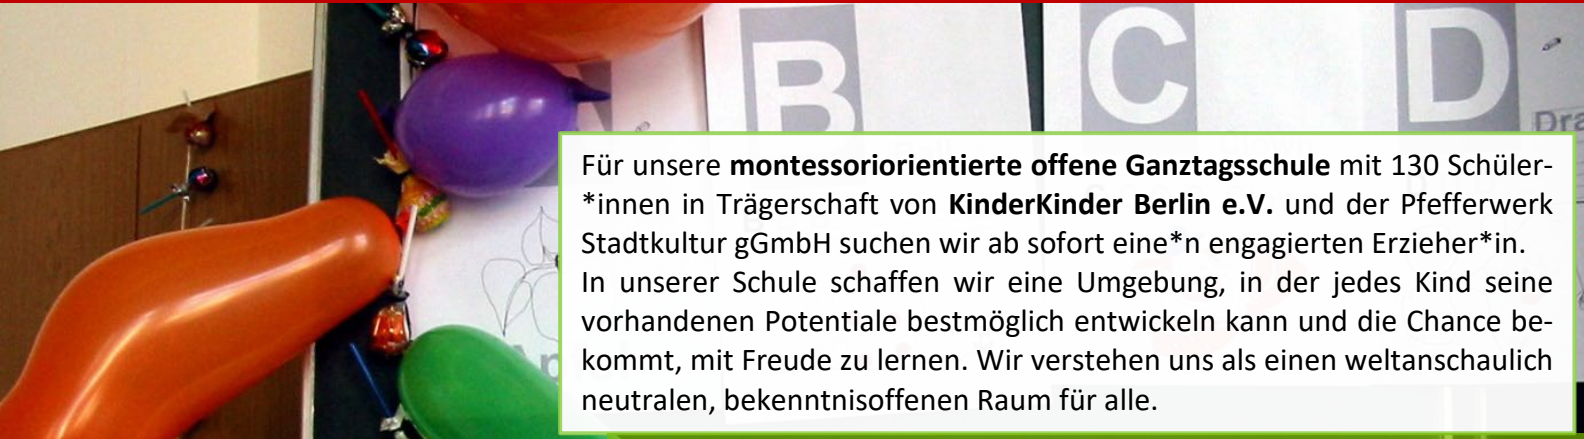 B
C
D
Dra
Für unsere montessoriorientierte offene Ganztagsschule mit 130 Schüler-
*innen in Trägerschaft von KinderKinder Berlin e.V. und der Pfefferwerk
Stadtkultur gGmbH suchen wir ab sofort eine*n engagierten Erzieher*in.
In unserer Schule schaffen wir eine Umgebung, in der jedes Kind seine
vorhandenen Potentiale bestmöglich entwickeln kann und die Chance be-
kommt, mit Freude zu lernen. Wir verstehen uns als einen weltanschaulich
neutralen, bekenntnisoffenen Raum für alle.